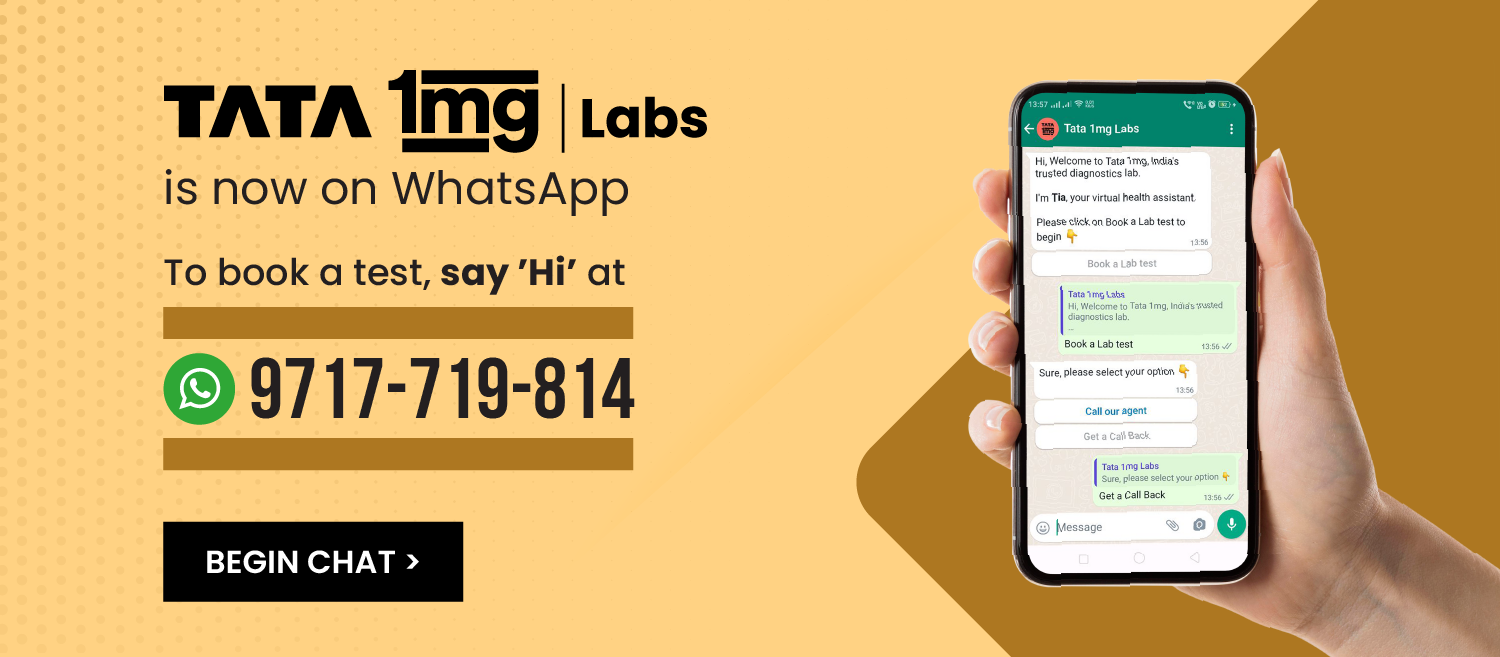 TATA 1mg | Labs
is now on WhatsApp
To book a test, say ’Hi’ at
9717-719-814
BEGIN CHAT >
13:57
Tata 1mg Labs
Hi, Welcome to Tata 1mg, India's
trusted diagnostics lab.
I'm Tia, your virtual health assistant.
Please click on Book a Lab test to
begin 👇
13:56
Book a Lab test
Tata 1mg Labs
Hi, Welcome to Tata 1mg, India's trusted
diagnostics lab.
...
Book a Lab test
13:56
Sure, please select your option 👇
13:56
Call our agent
Get a Call Back
Tata 1mg Labs
Sure, please select your option 👇
Get a Call Back
13:56
Message